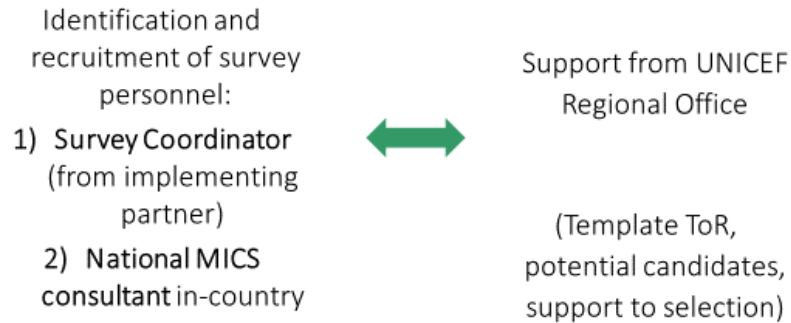 Identification and
recruitment of survey
personnel:
1) Survey Coordinator
(from implementing
partner)
2) National MICS
consultant in-country
Support from UNICEF
Regional Office
(Template ToR,
potential candidates,
support to selection)